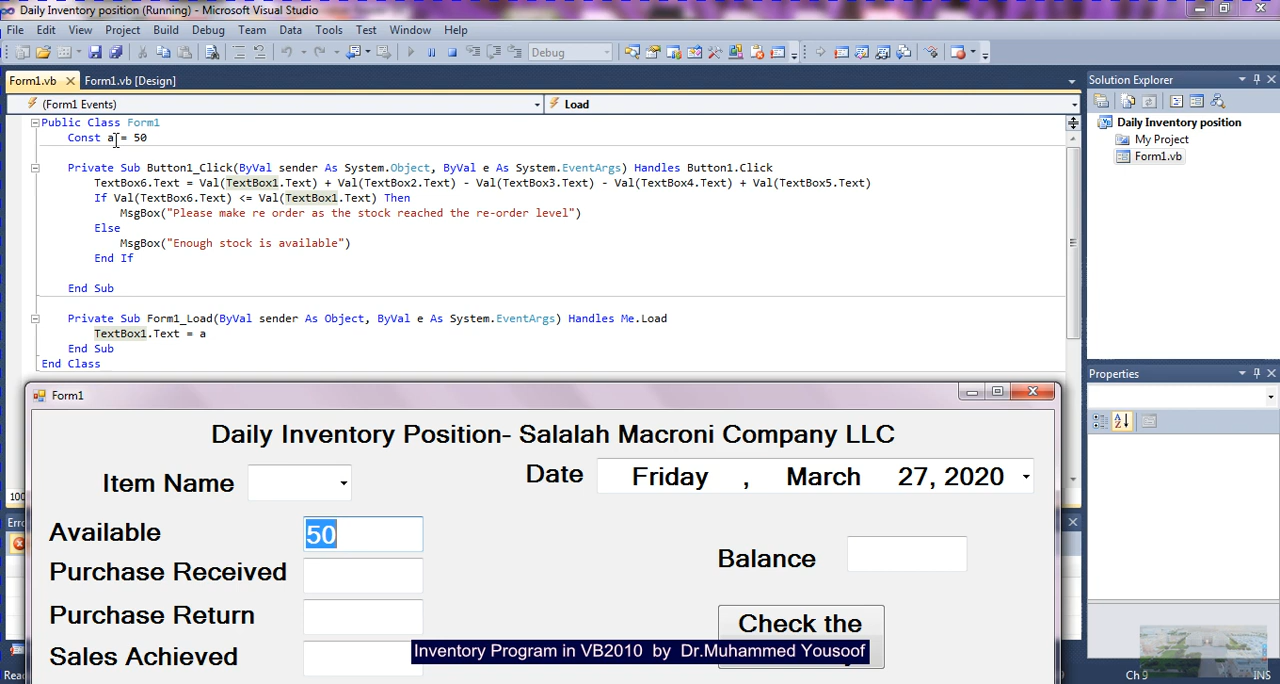 Daily Inventory position (Running) - Microsoft Visual Studio
File Edit View Project Build Debug Team Data Tools Test Window Help
Debug
Form1.vb Form1.vb [Design]
(Form1 Events) Load
Public Class Form1
Const a = 50
Private Sub Button1_Click(ByVal sender As System.Object, ByVal e As System.EventArgs) Handles Button1.Click
TextBox6.Text = Val(TextBox1.Text) + Val(TextBox2.Text) - Val(TextBox3.Text) - Val(TextBox4.Text) + Val(TextBox5.Text)
If Val(TextBox6.Text) <= Val(TextBox1.Text) Then
MsgBox("Please make re order as the stock reached the re-order level")
Else
MsgBox("Enough stock is available")
End If
End Sub
Private Sub Form1_Load(ByVal sender As Object, ByVal e As System.EventArgs) Handles Me.Load
TextBox1.Text = a
End Sub
End Class
Solution Explorer
Daily Inventory position
My Project
Form1.vb
Properties
Form1
Daily Inventory Position- Salalah Macroni Company LLC
Item Name
Date Friday , March 27, 2020
Available 50
Purchase Received
Balance
Purchase Return
Check the
Sales Achieved
Inventory Program in VB2010 by Dr.Muhammed Yousoof
Ch 9 INS